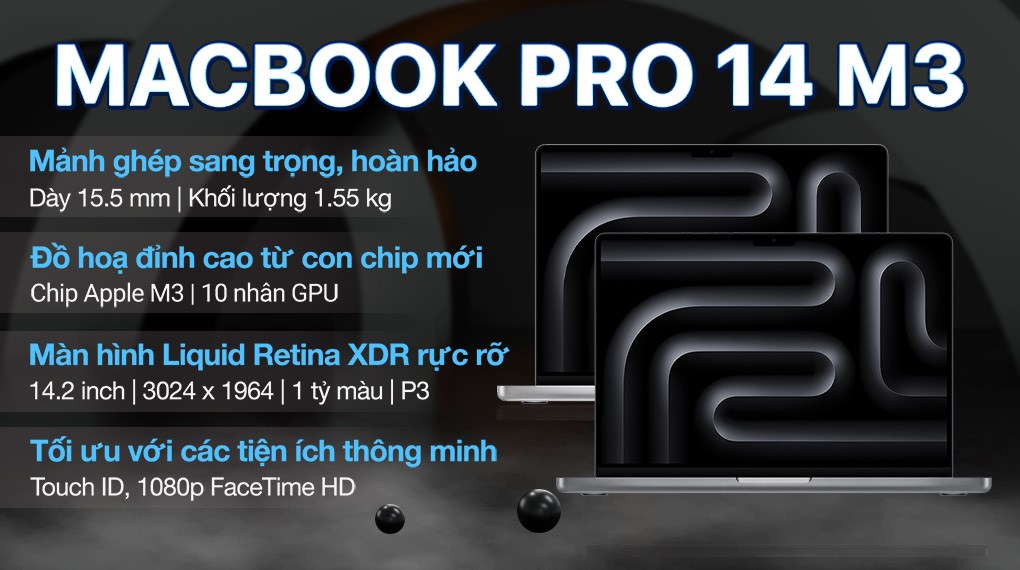 MACBOOK PRO 14 M3
Mảnh ghép sang trọng, hoàn hảo
Dày 15.5 mm | Khối lượng 1.55 kg
Đồ hoạ đỉnh cao từ con chip mới
Chip Apple M3 | 10 nhân GPU
Màn hình Liquid Retina XDR rực rỡ
14.2 inch | 3024 x 1964 | 1 tỷ màu | P3
Tối ưu với các tiện ích thông minh
Touch ID, 1080p FaceTime HD